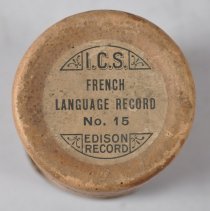 I.C.S.
FRENCH
LANGUAGE RECORD
No. 15
EDISON
RECORD